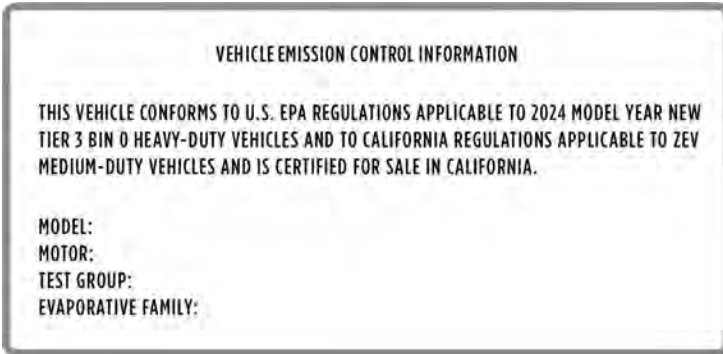 VEHICLE EMISSION CONTROL INFORMATION
THIS VEHICLE CONFORMS TO U.S. EPA REGULATIONS APPLICABLE TO 2024 MODEL YEAR NEW
TIER 3 BIN 0 HEAVY-DUTY VEHICLES AND TO CALIFORNIA REGULATIONS APPLICABLE TO ZEV
MEDIUM-DUTY VEHICLES AND IS CERTIFIED FOR SALE IN CALIFORNIA.
MODEL:
MOTOR:
TEST GROUP:
EVAPORATIVE FAMILY: